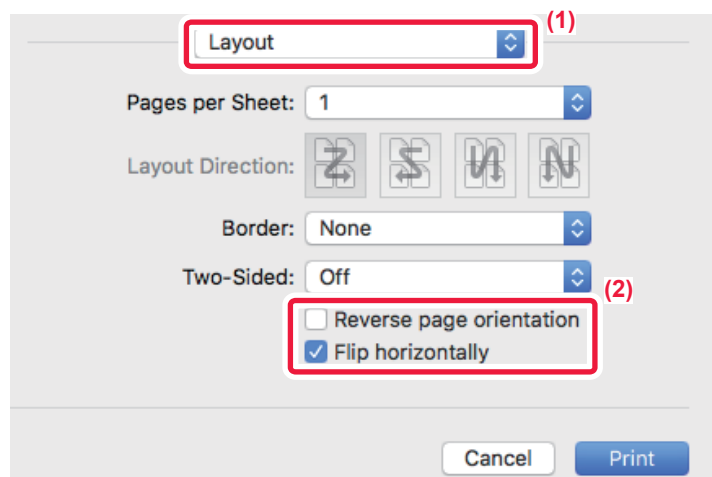 (1)
Layout
Pages per Sheet: 1
Layout Direction:
Border: None
Two-Sided: Off
(2)
Reverse page orientation
Flip horizontally
Cancel Print